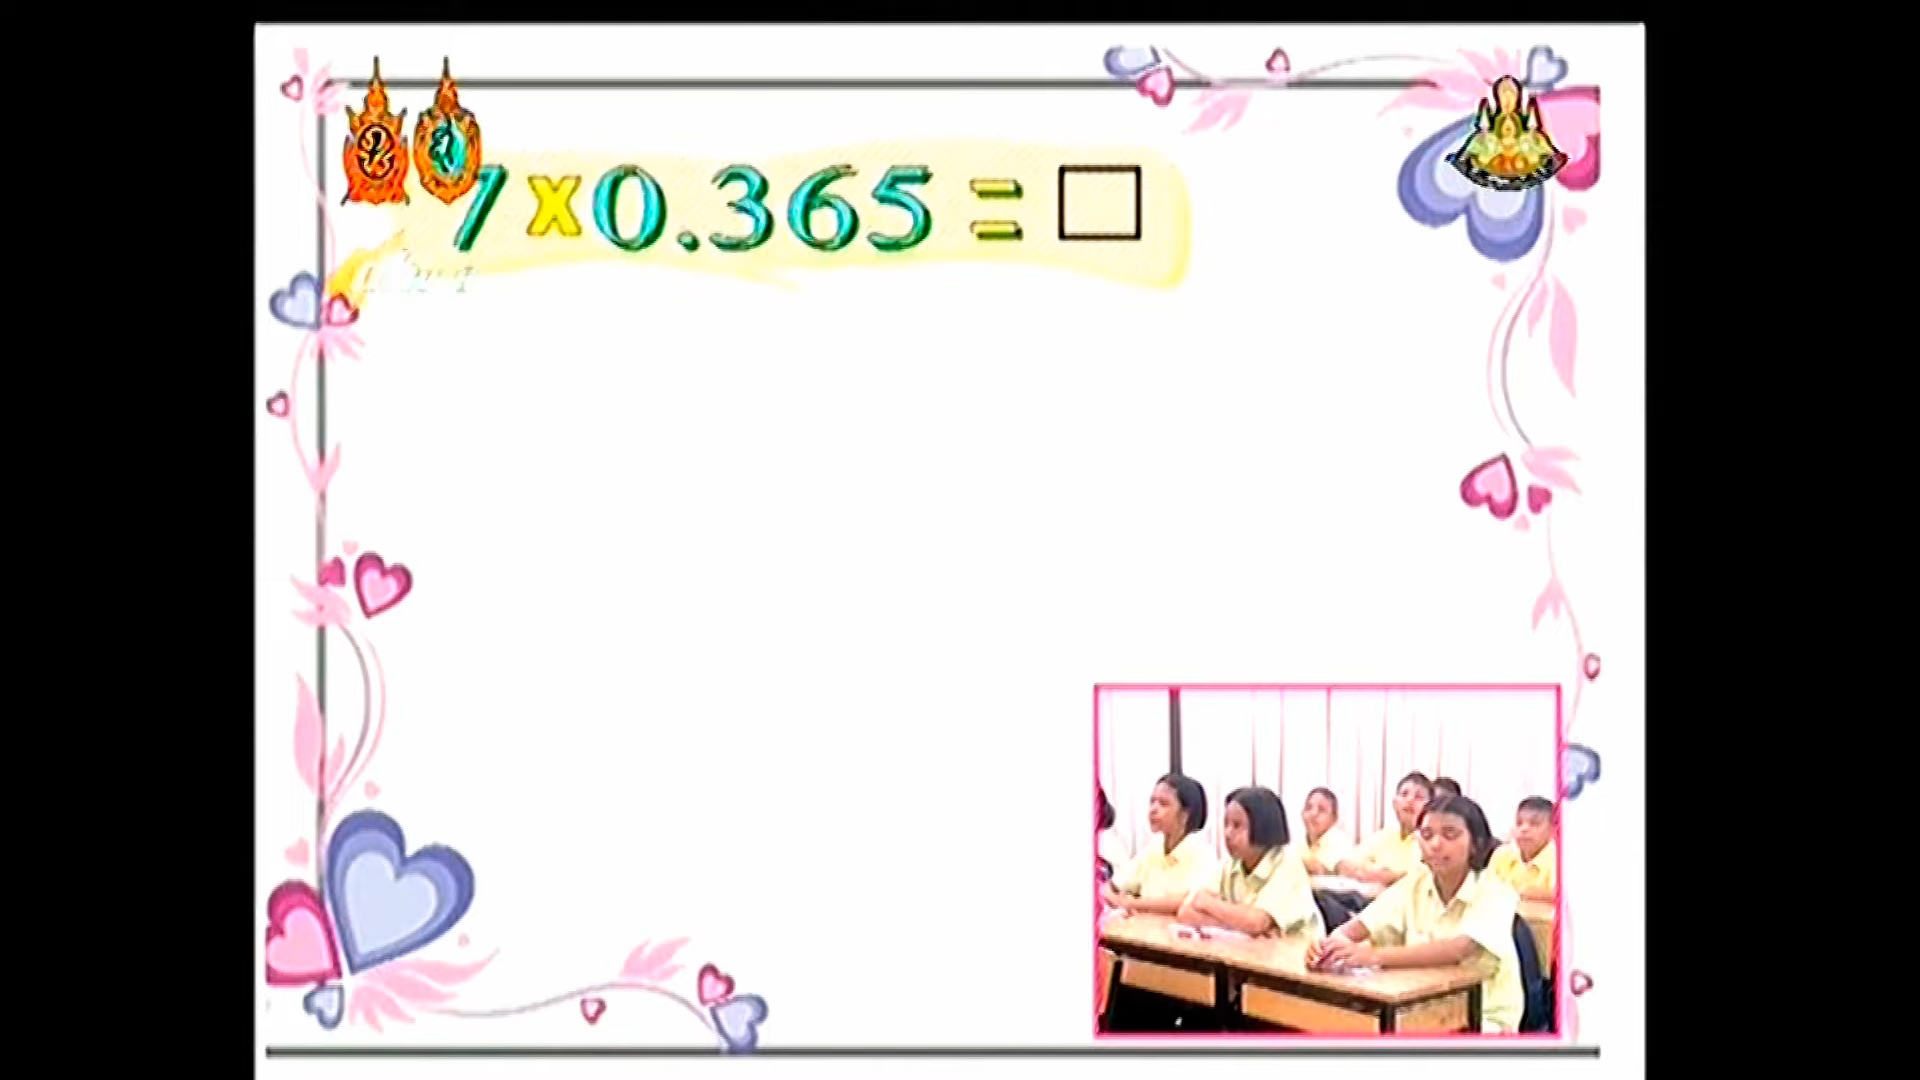 7 x 0.365 = □